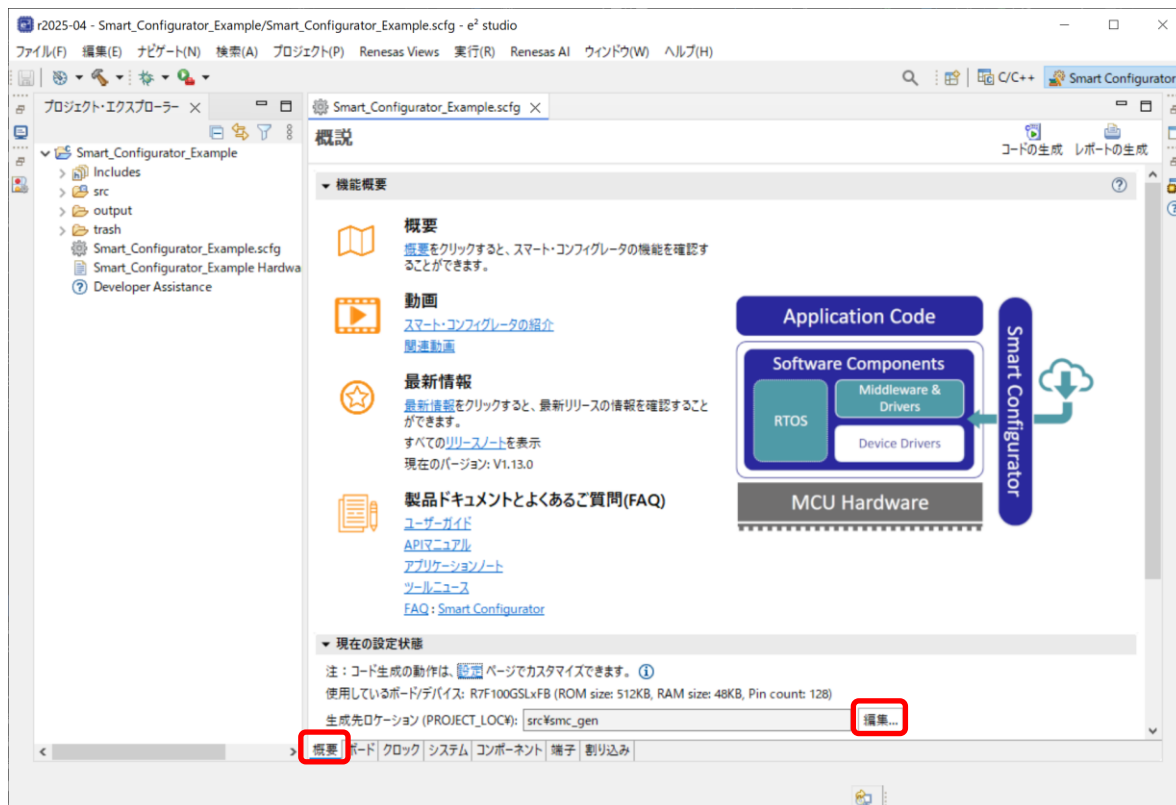 r2025-04 - Smart_Configurator_Example/Smart_Configurator_Example.scfg - e² studio
ファイル(F) 編集(E) ナビゲート(N) 検索(A) プロジェクト(P) Renesas Views 実行(R) Renesas AI ウィンドウ(W) ヘルプ(H)
C/C++ Smart Configurator
プロジェクト・エクスプローラー
Smart_Configurator_Example
Includes
src
output
trash
Smart_Configurator_Example.scfg
Smart_Configurator_Example Hardwa
Developer Assistance
Smart_Configurator_Example.scfg
概説
コードの生成 レポートの生成
機能概要
概要
概要をクリックすると、スマート・コンフィグレータの機能を確認す
ることができます。
動画
スマート・コンフィグレータの紹介
関連動画
最新情報
最新情報をクリックすると、最新リリースの情報を確認すること
ができます。
すべてのリリースノートを表示
現在のバージョン: V1.13.0
製品ドキュメントとよくあるご質問(FAQ)
ユーザーガイド
APIマニュアル
アプリケーションノート
ツールニュース
FAQ : Smart Configurator
Application Code
Software Components
RTOS
Middleware &
Drivers
Device Drivers
MCU Hardware
Smart Configurator
現在の設定状態
注：コード生成の動作は、設定 ページでカスタマイズできます。
使用しているボード/デバイス: R7F100GSLxFB (ROM size: 512KB, RAM size: 48KB, Pin count: 128)
生成先ロケーション (PROJECT_LOC¥): src¥smc_gen 編集...
概要 ボード クロック システム コンポーネント 端子 割り込み